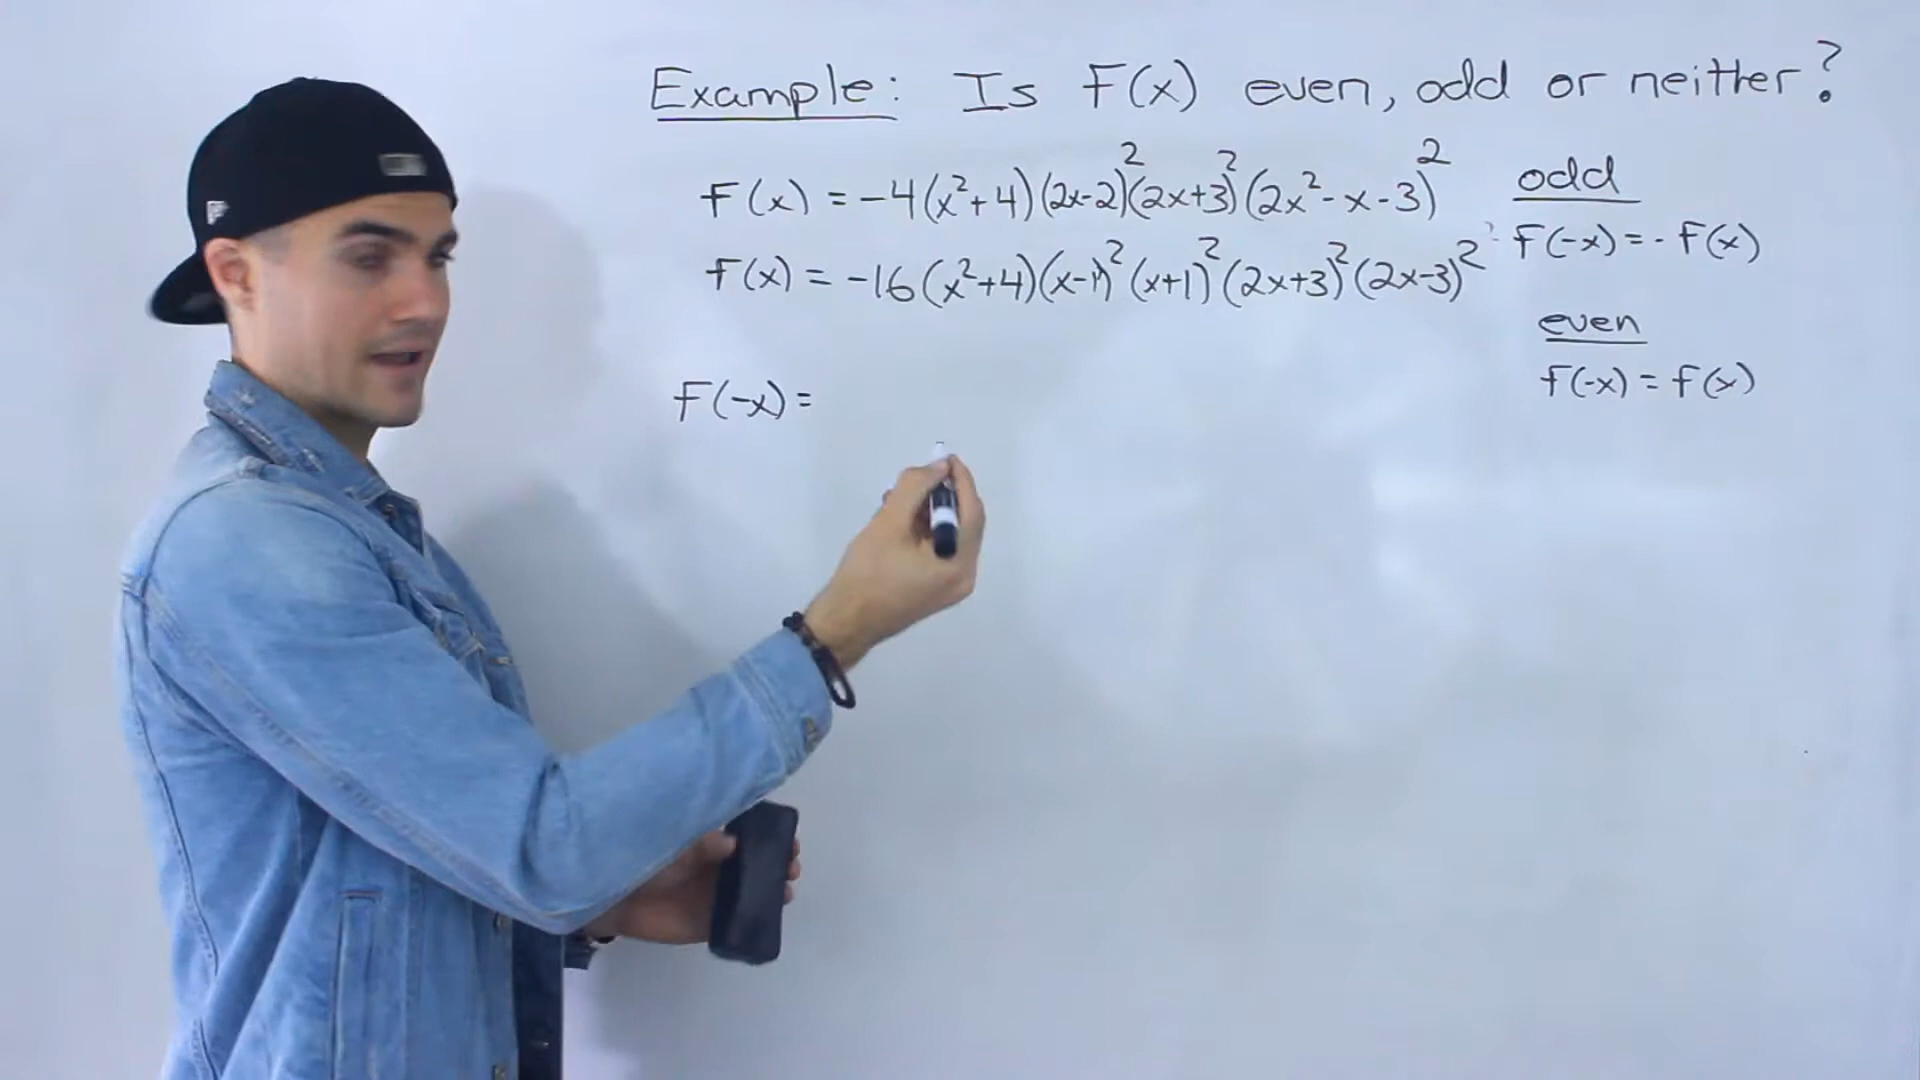 Example: Is F(x) even, odd or neither?
F(x) = -4(x²+4)(2x-2)²(2x+3)²(2x²-x-3)²
F(x) = -16(x²+4)(x-1)²(x+1)²(2x+3)²(2x-3)²
odd
F(-x) = -F(x)
even
f(-x) = f(x)
F(-x) =